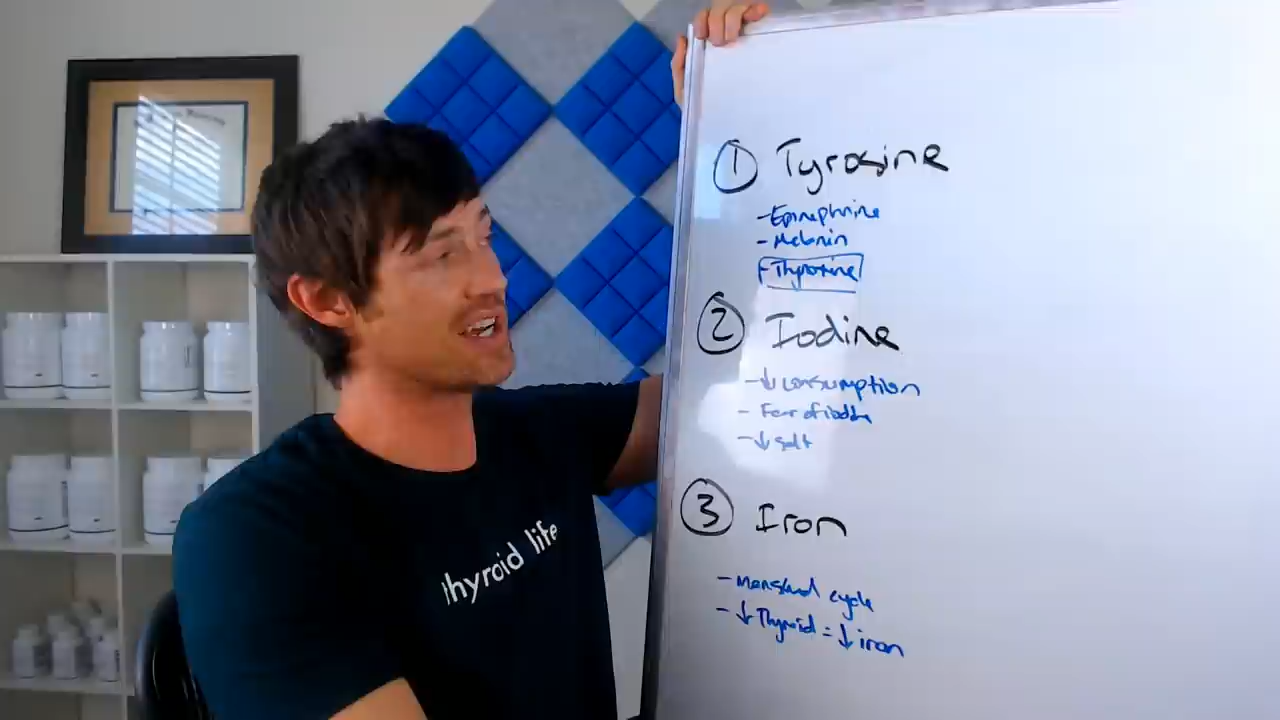 ① Tyrosine
- Epinephrine
- Melanin
- Thyroxine
② Iodine
- ↓ consumption
- Fear of iodine
- ↓ salt
③ Iron
- menstrual cycle
- ↓ Thyroid = ↓ iron
thyroid life